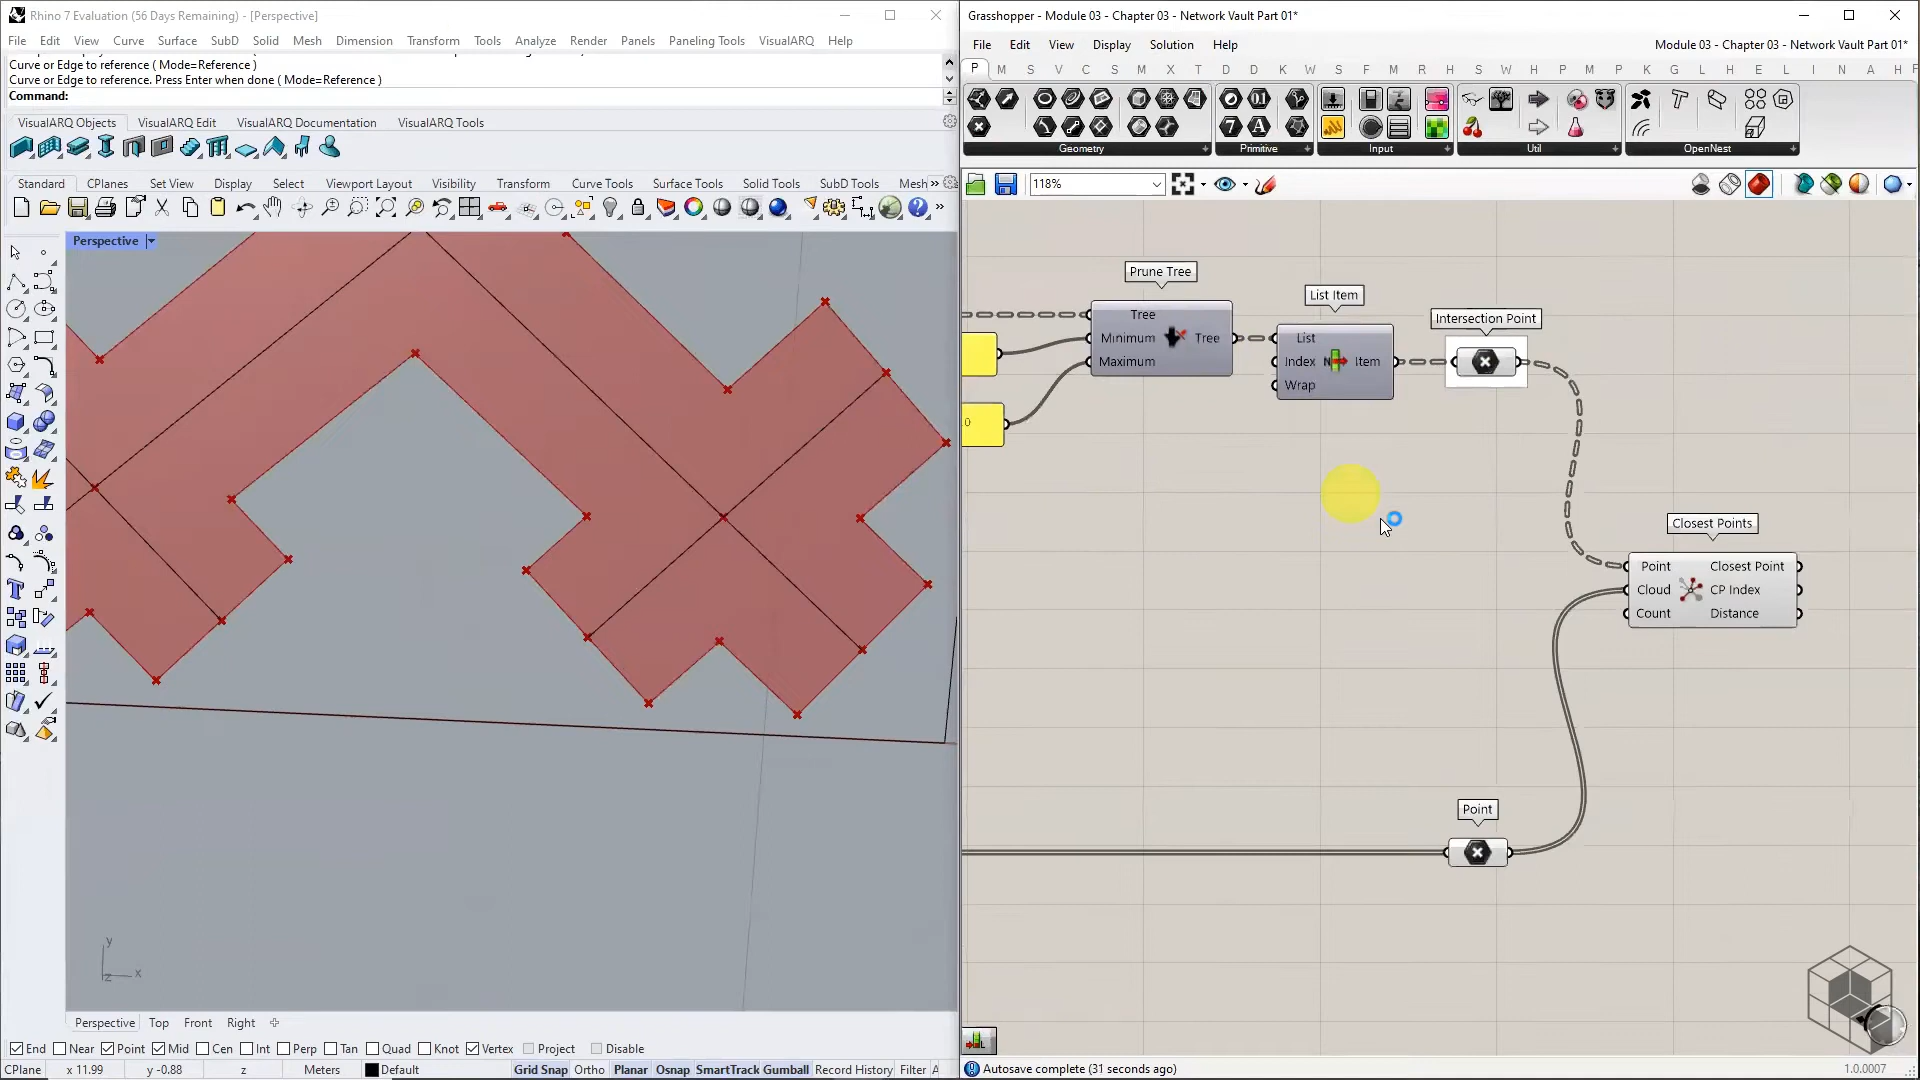 Rhino 7 Evaluation (56 Days Remaining) - [Perspective]
File Edit View Curve Surface SubD Solid Mesh Dimension Transform Tools Analyze Render Panels Paneling Tools VisualARQ Help
Curve or Edge to reference ( Mode=Reference )
Curve or Edge to reference. Press Enter when done ( Mode=Reference )
Command:
VisualARQ Objects VisualARQ Edit VisualARQ Documentation VisualARQ Tools
Standard CPlanes Set View Display Select Viewport Layout Visibility Transform Curve Tools Surface Tools Solid Tools SubD Tools Mesh »
Perspective
y
z x
Perspective Top Front Right
End Near Point Mid Cen Int Perp Tan Quad Knot Vertex Project Disable
CPlane x 11.99 y -0.88 z Meters Default Grid Snap Ortho Planar Osnap SmartTrack Gumball Record History Filter A
Grasshopper - Module 03 - Chapter 03 - Network Vault Part 01*
File Edit View Display Solution Help
Module 03 - Chapter 03 - Network Vault Part 01*
P M S V C S M X T D D K W S F M R H S W H P M P K G L H E L I N A H F
Geometry Primitive Input Util OpenNest
118%
Prune Tree
Tree
Minimum Tree
Maximum
List Item
List
Index Item
Wrap
Intersection Point
Closest Points
Point Closest Point
Cloud CP Index
Count Distance
Point
Autosave complete (31 seconds ago)
1.0.0007